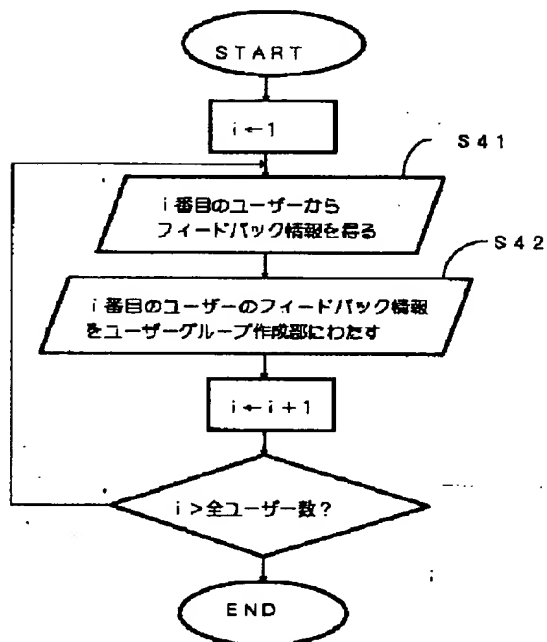 START
i←1
S41
i番目のユーザーから
フィードバック情報を得る
S42
i番目のユーザーのフィードバック情報
をユーザーグループ作成部にわたす
i←i+1
i>全ユーザー数?
END